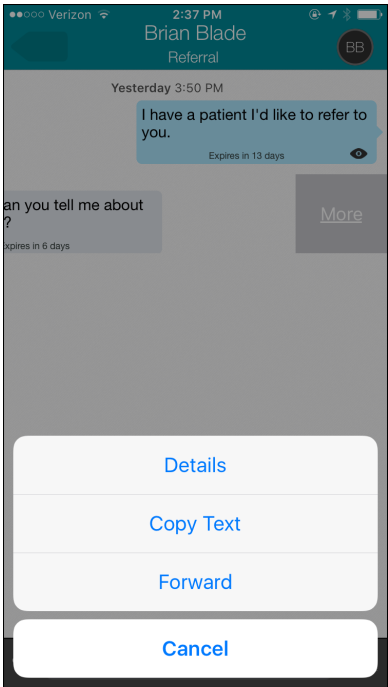 Verizon 2:37 PM
Brian Blade
Referral
BB
Yesterday 3:50 PM
I have a patient I'd like to refer to
you.
Expires in 13 days
an you tell me about
?
xpires in 6 days
More
Details
Copy Text
Forward
Cancel